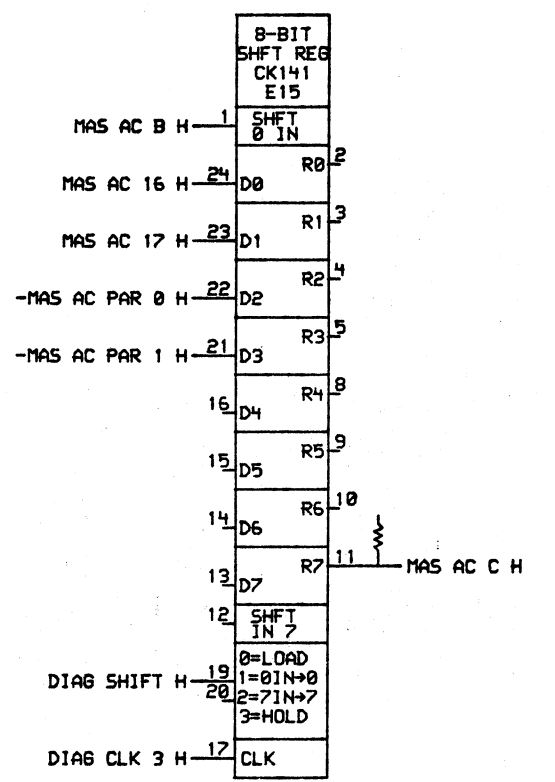 8-BIT
SHFT REG
CK141
E15
MAS AC B H 1 SHFT
0 IN
R0 2
MAS AC 16 H 24 D0
R1 3
MAS AC 17 H 23 D1
R2 4
-MAS AC PAR 0 H 22 D2
R3 5
-MAS AC PAR 1 H 21 D3
R4 8
16 D4
R5 9
15 D5
R6 10
14 D6
R7 11 MAS AC C H
13 D7
12 SHFT
IN 7
0=LOAD
DIAG SHIFT H 19 1=0IN→0
20 2=7IN→7
3=HOLD
DIAG CLK 3 H 17 CLK